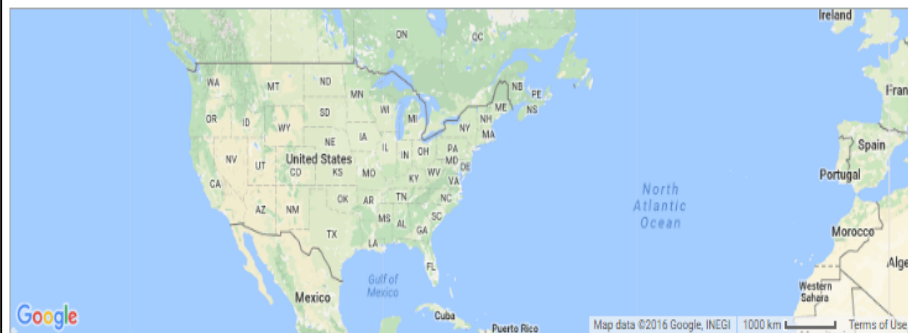 Ireland
ON
QC
NB
PE
NS
ME
WA
MT
ND
MN
WI
MI
NH
NY
MA
OR
ID
WY
SD
IA
NE
IL
IN
OH
PA
MD
DE
NV
UT
United States
CO
KS
MO
KY
WV
VA
CA
AZ
NM
OK
AR
TN
NC
SC
MS
AL
GA
TX
LA
FL
Fran
Spain
Portugal
North
Atlantic
Ocean
Morocco
Alge
Gulf of
Mexico
Mexico
Western
Sahara
Cuba
Puerto Rico
Google
Map data ©2016 Google, INEGI 1000 km Terms of Use